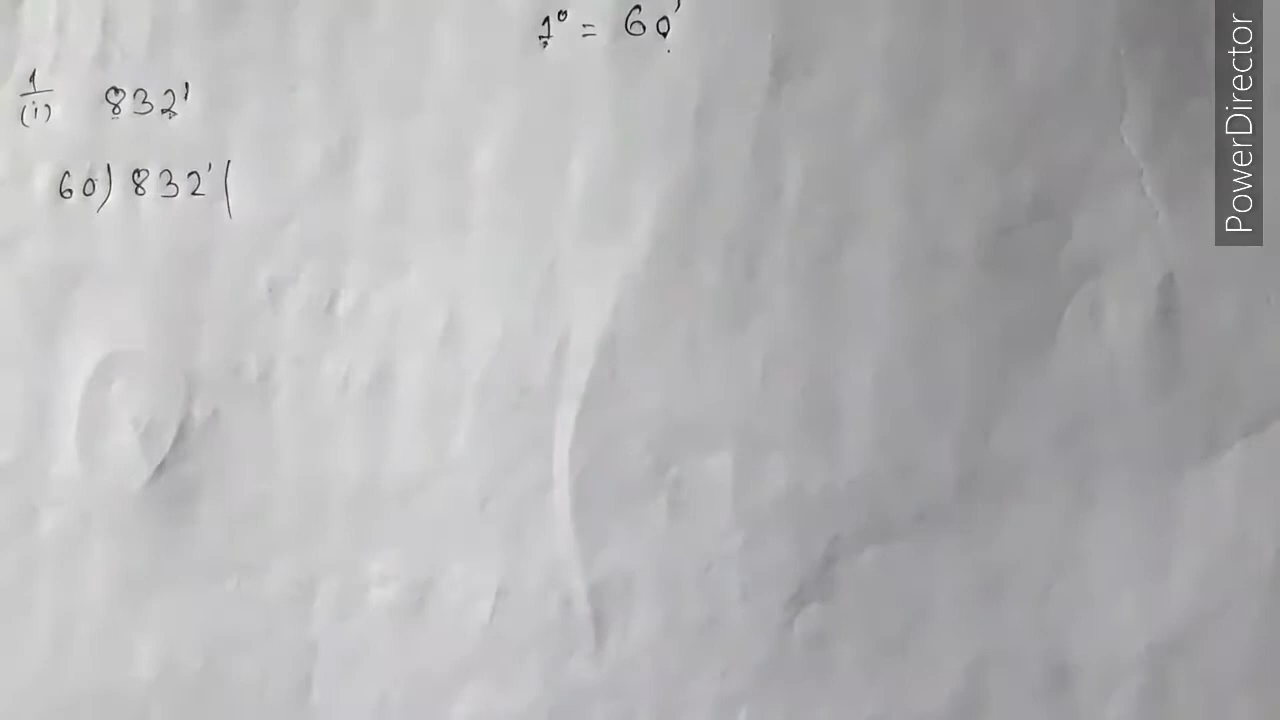 1° = 60'
1
(i) 832'
60) 832' (
PowerDirector